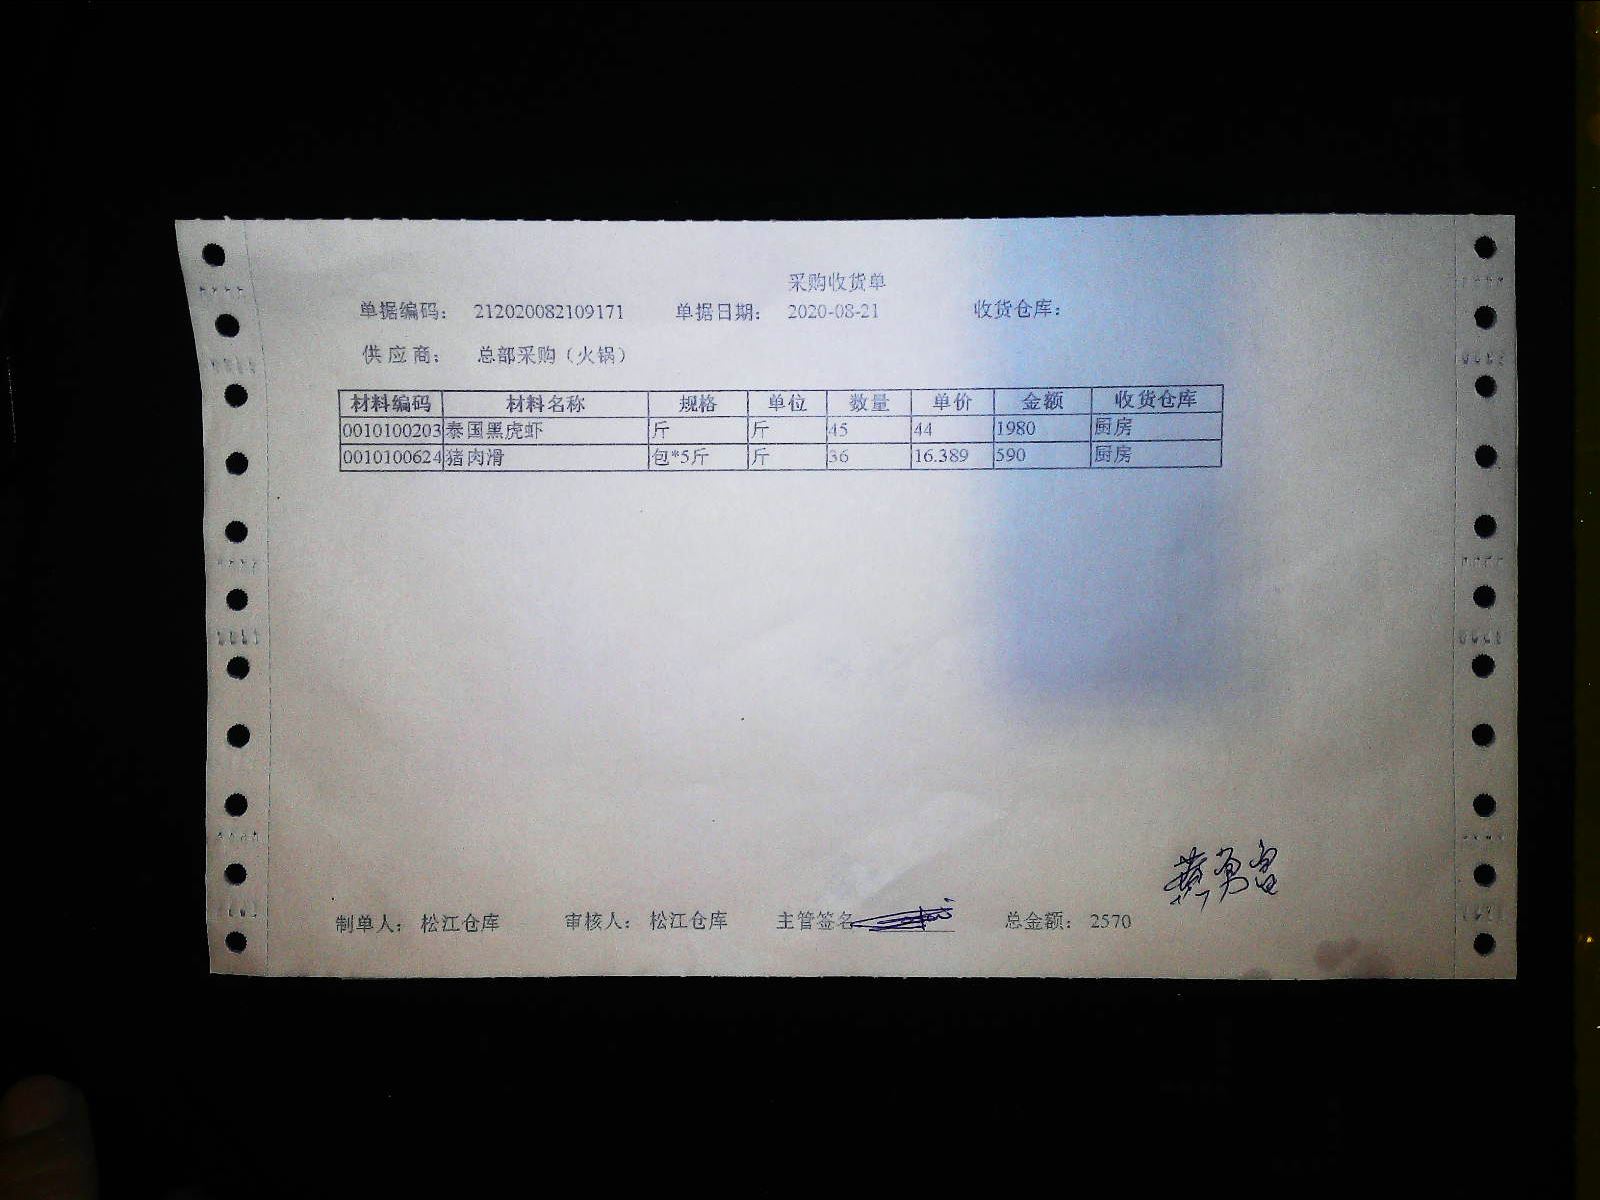 采购收货单
单据编码: 212020082109171 单据日期: 2020-08-21 收货仓库:
供应商: 总部采购（火锅）
材料编码 材料名称 规格 单位 数量 单价 金额 收货仓库
0010100203 泰国黑虎虾 斤 斤 45 44 1980 厨房
0010100624 猪肉滑 包*5斤 斤 36 16.389 590 厨房
黄勇富
制单人: 松江仓库 审核人: 松江仓库 主管签名 总金额: 2570